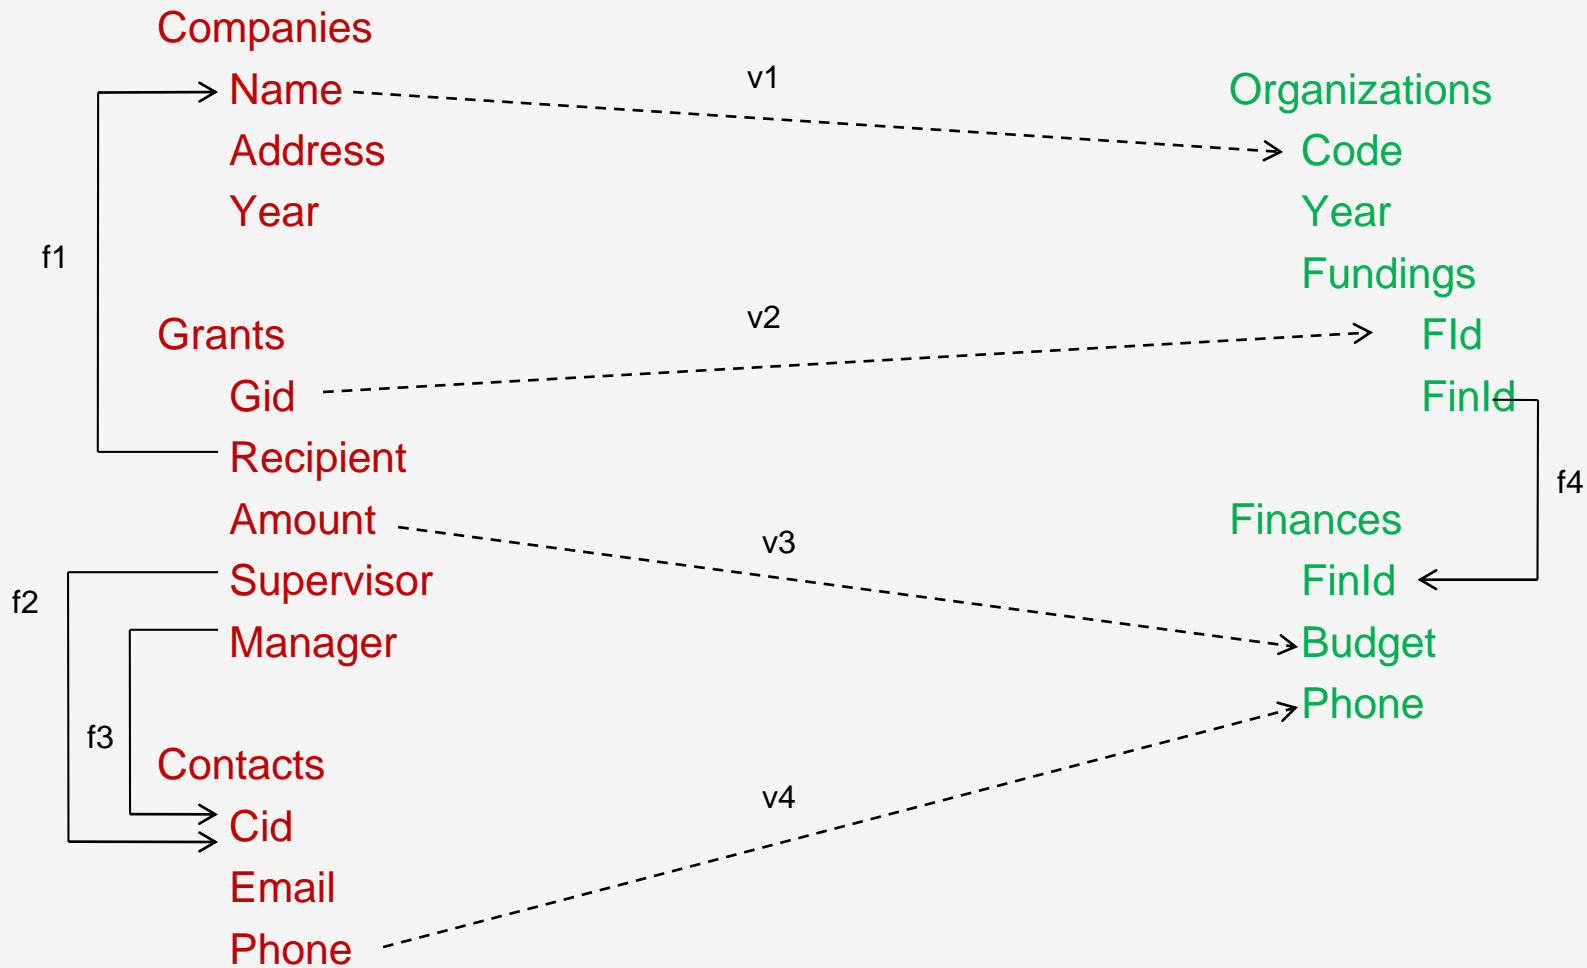 Companies
Name
Address
Year
f1
Grants
Gid
Recipient
Amount
Supervisor
Manager
f2
f3
Contacts
Cid
Email
Phone
v1
v2
v3
v4
Organizations
Code
Year
Fundings
FId
FinId
f4
Finances
FinId
Budget
Phone